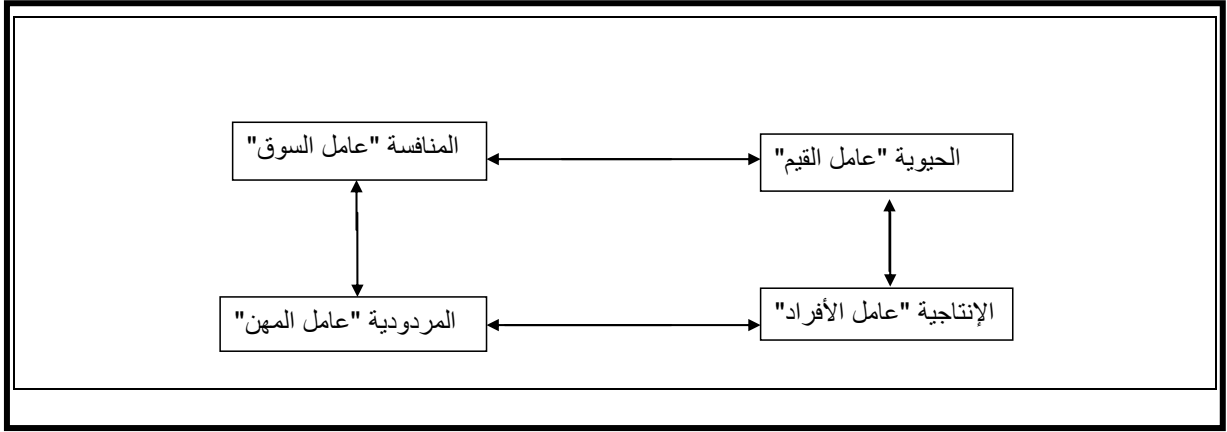 الحيوية "عامل القيم"
المنافسة "عامل السوق"
الإنتاجية "عامل الأفراد"
المردودية "عامل المهن"